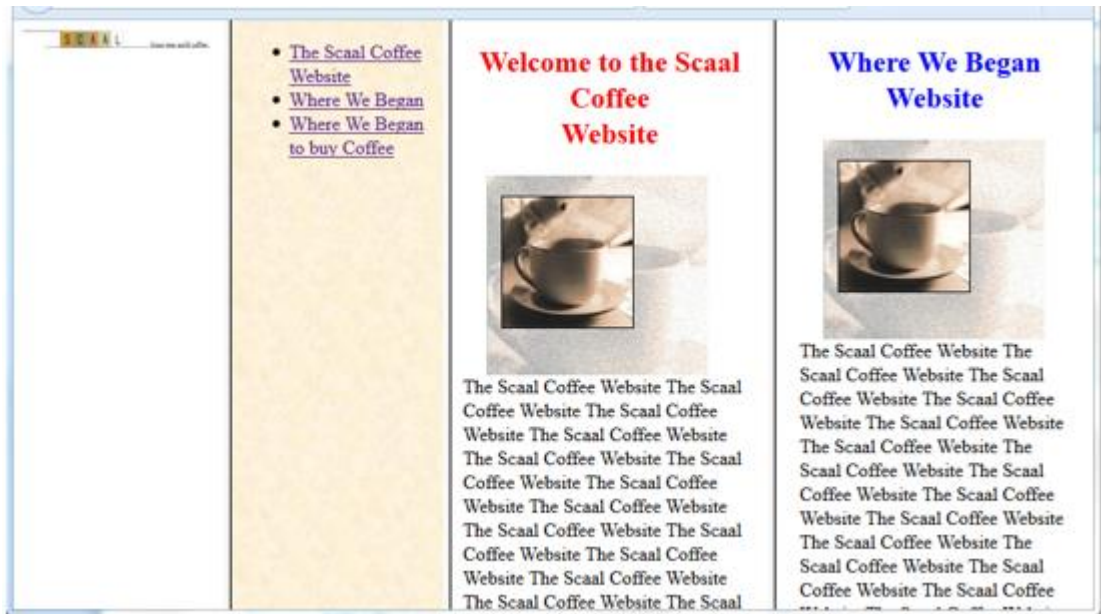 SCAAL
The Scaal Coffee
Website
Where We Began
Where We Began
to buy Coffee
Welcome to the Scaal
Coffee
Website
The Scaal Coffee Website The Scaal
Coffee Website The Scaal Coffee
Website The Scaal Coffee Website
The Scaal Coffee Website The Scaal
Coffee Website The Scaal Coffee
Website The Scaal Coffee Website
The Scaal Coffee Website The Scaal
Coffee Website The Scaal Coffee
Website The Scaal Coffee Website
The Scaal Coffee Website The Scaal
Where We Began
Website
The Scaal Coffee Website The
Scaal Coffee Website The Scaal
Coffee Website The Scaal Coffee
Website The Scaal Coffee Website
The Scaal Coffee Website The
Scaal Coffee Website The Scaal
Coffee Website The Scaal Coffee
Website The Scaal Coffee Website
The Scaal Coffee Website The
Scaal Coffee Website The Scaal
Coffee Website The Scaal Coffee